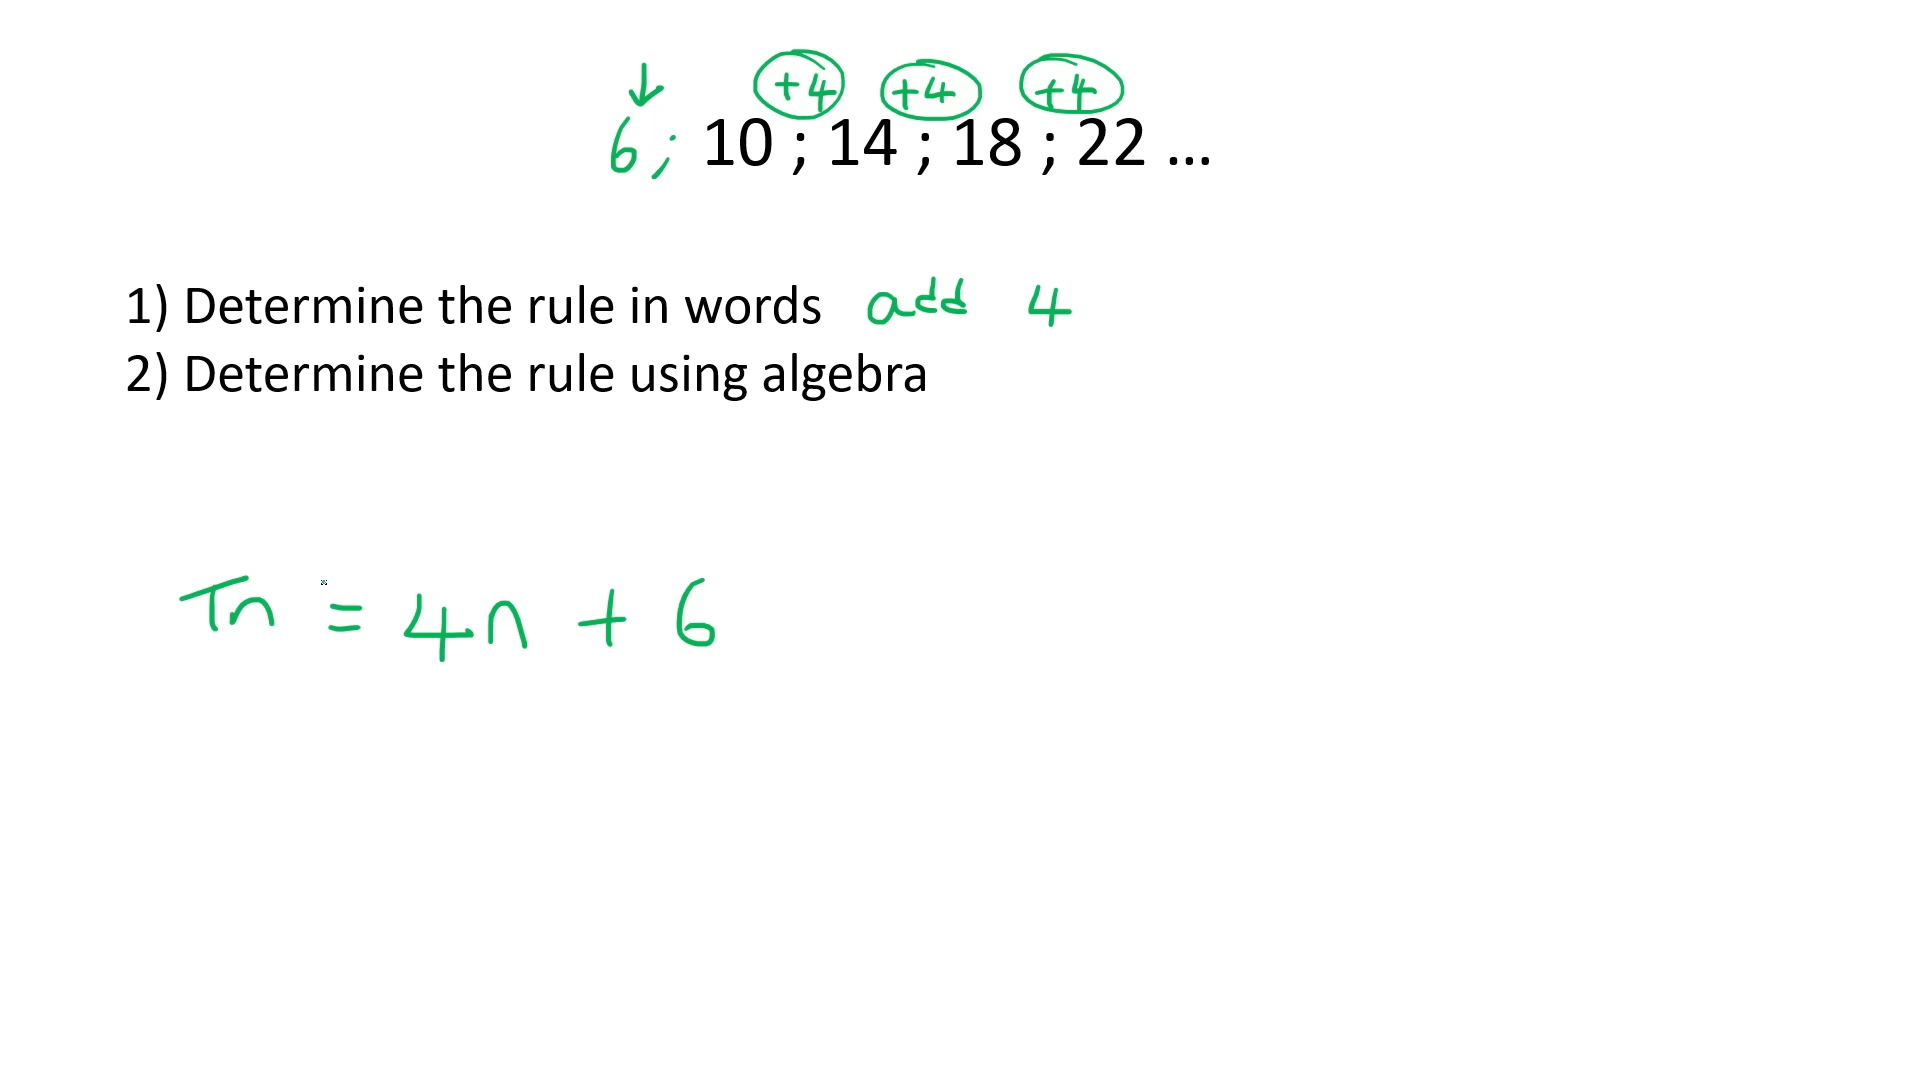 +4 +4 +4
6; 10 ; 14 ; 18 ; 22 ...
1) Determine the rule in words add 4
2) Determine the rule using algebra
Tn = 4n + 6